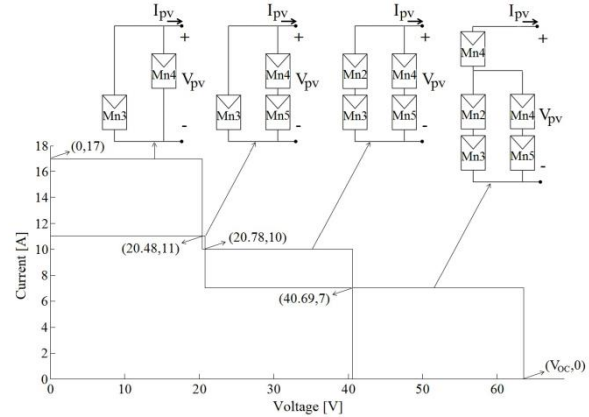 Ipv Ipv Ipv Ipv
+ + + +
Mn4 Vpv Mn4 Vpv Mn2 Mn4 Vpv Mn4
Mn3 Mn3 Mn5 Mn3 Mn5 Mn2 Mn4 Vpv
- - - Mn3 Mn5 -
(0,17)
(20.48,11)
(20.78,10)
(40.69,7)
(VOC,0)
18
16
14
12
10
8
6
4
2
0
Current [A]
0 10 20 30 40 50 60
Voltage [V]